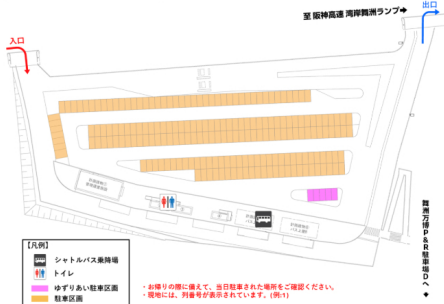 至 阪神高速 湾岸舞洲ランプ➡
出口
入口
舞洲万博P&R駐車場Dへ
【凡例】
シャトルバス乗降場
トイレ
ゆずりあい駐車区画
駐車区画
・お帰りの際に備えて、当日駐車された場所をご確認ください。
・現地には、列番号が表示されています。(例:1)